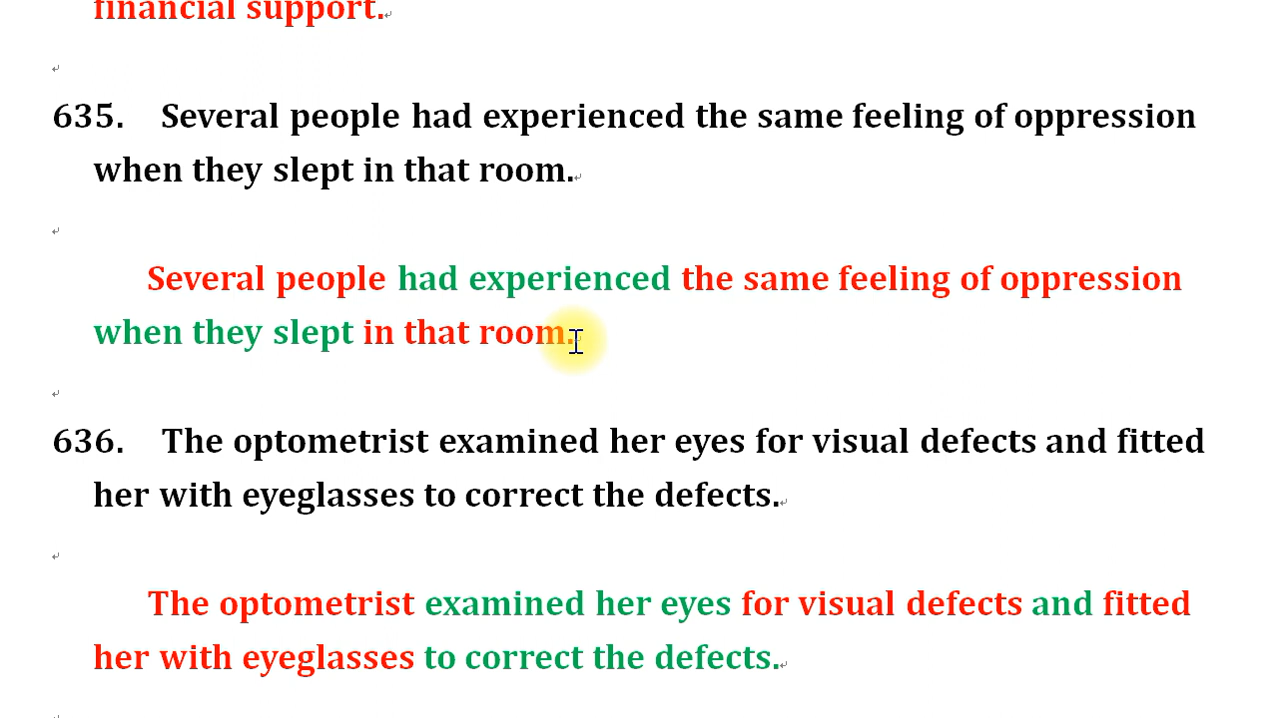 financial support.
635. Several people had experienced the same feeling of oppression
when they slept in that room.
Several people had experienced the same feeling of oppression
when they slept in that room.
636. The optometrist examined her eyes for visual defects and fitted
her with eyeglasses to correct the defects.
The optometrist examined her eyes for visual defects and fitted
her with eyeglasses to correct the defects.